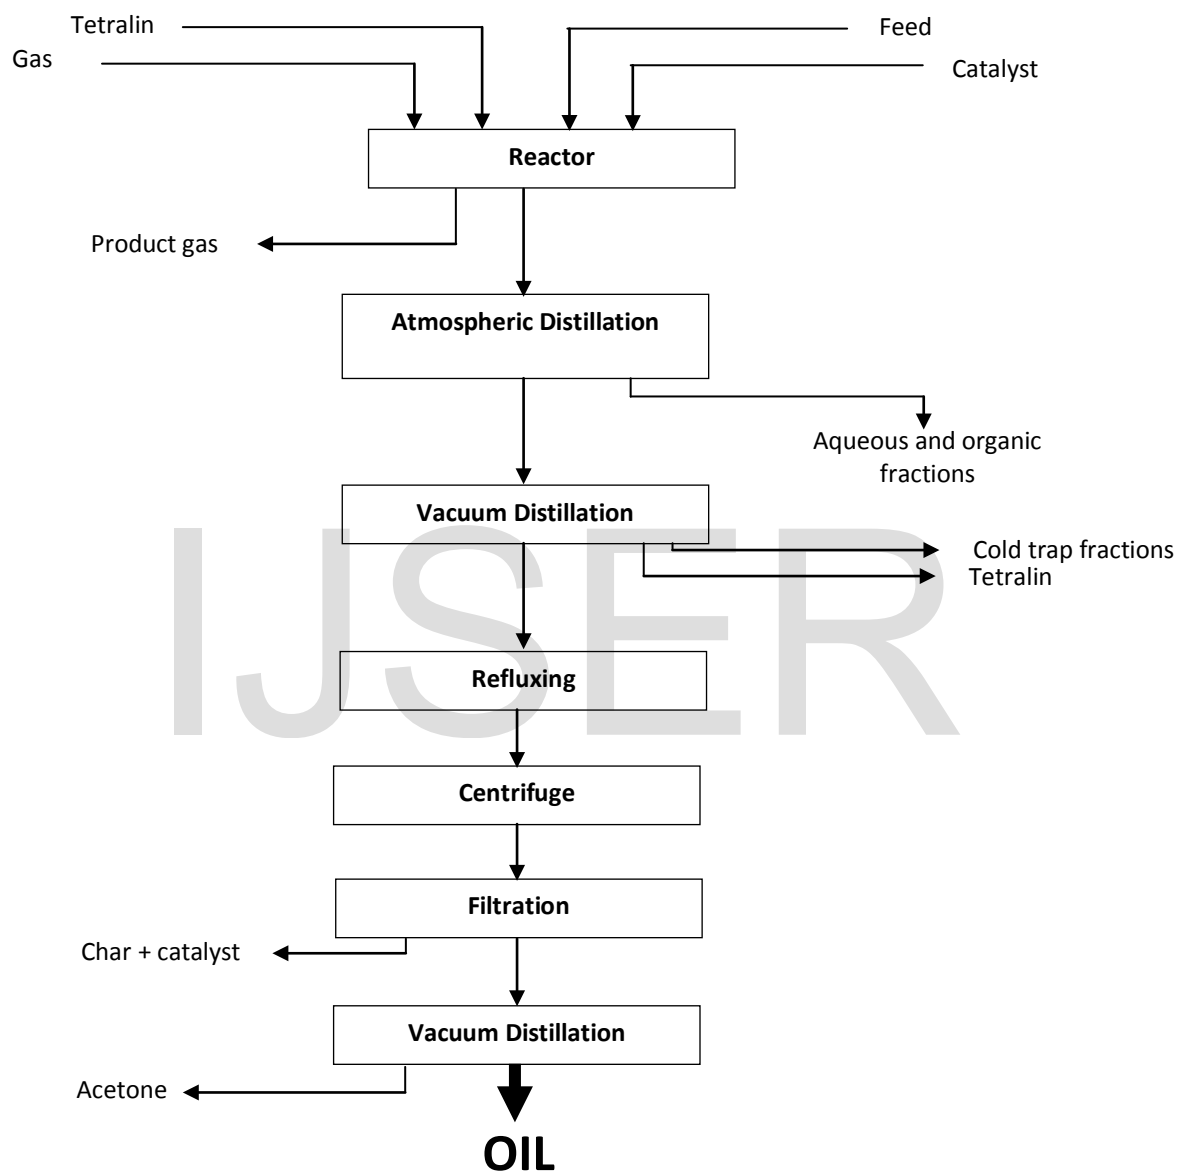 Tetralin
Feed
Gas
Catalyst
Reactor
Product gas
Atmospheric Distillation
Aqueous and organic
fractions
Vacuum Distillation
Cold trap fractions
Tetralin
IJSER
Refluxing
Centrifuge
Filtration
Char + catalyst
Vacuum Distillation
Acetone
OIL